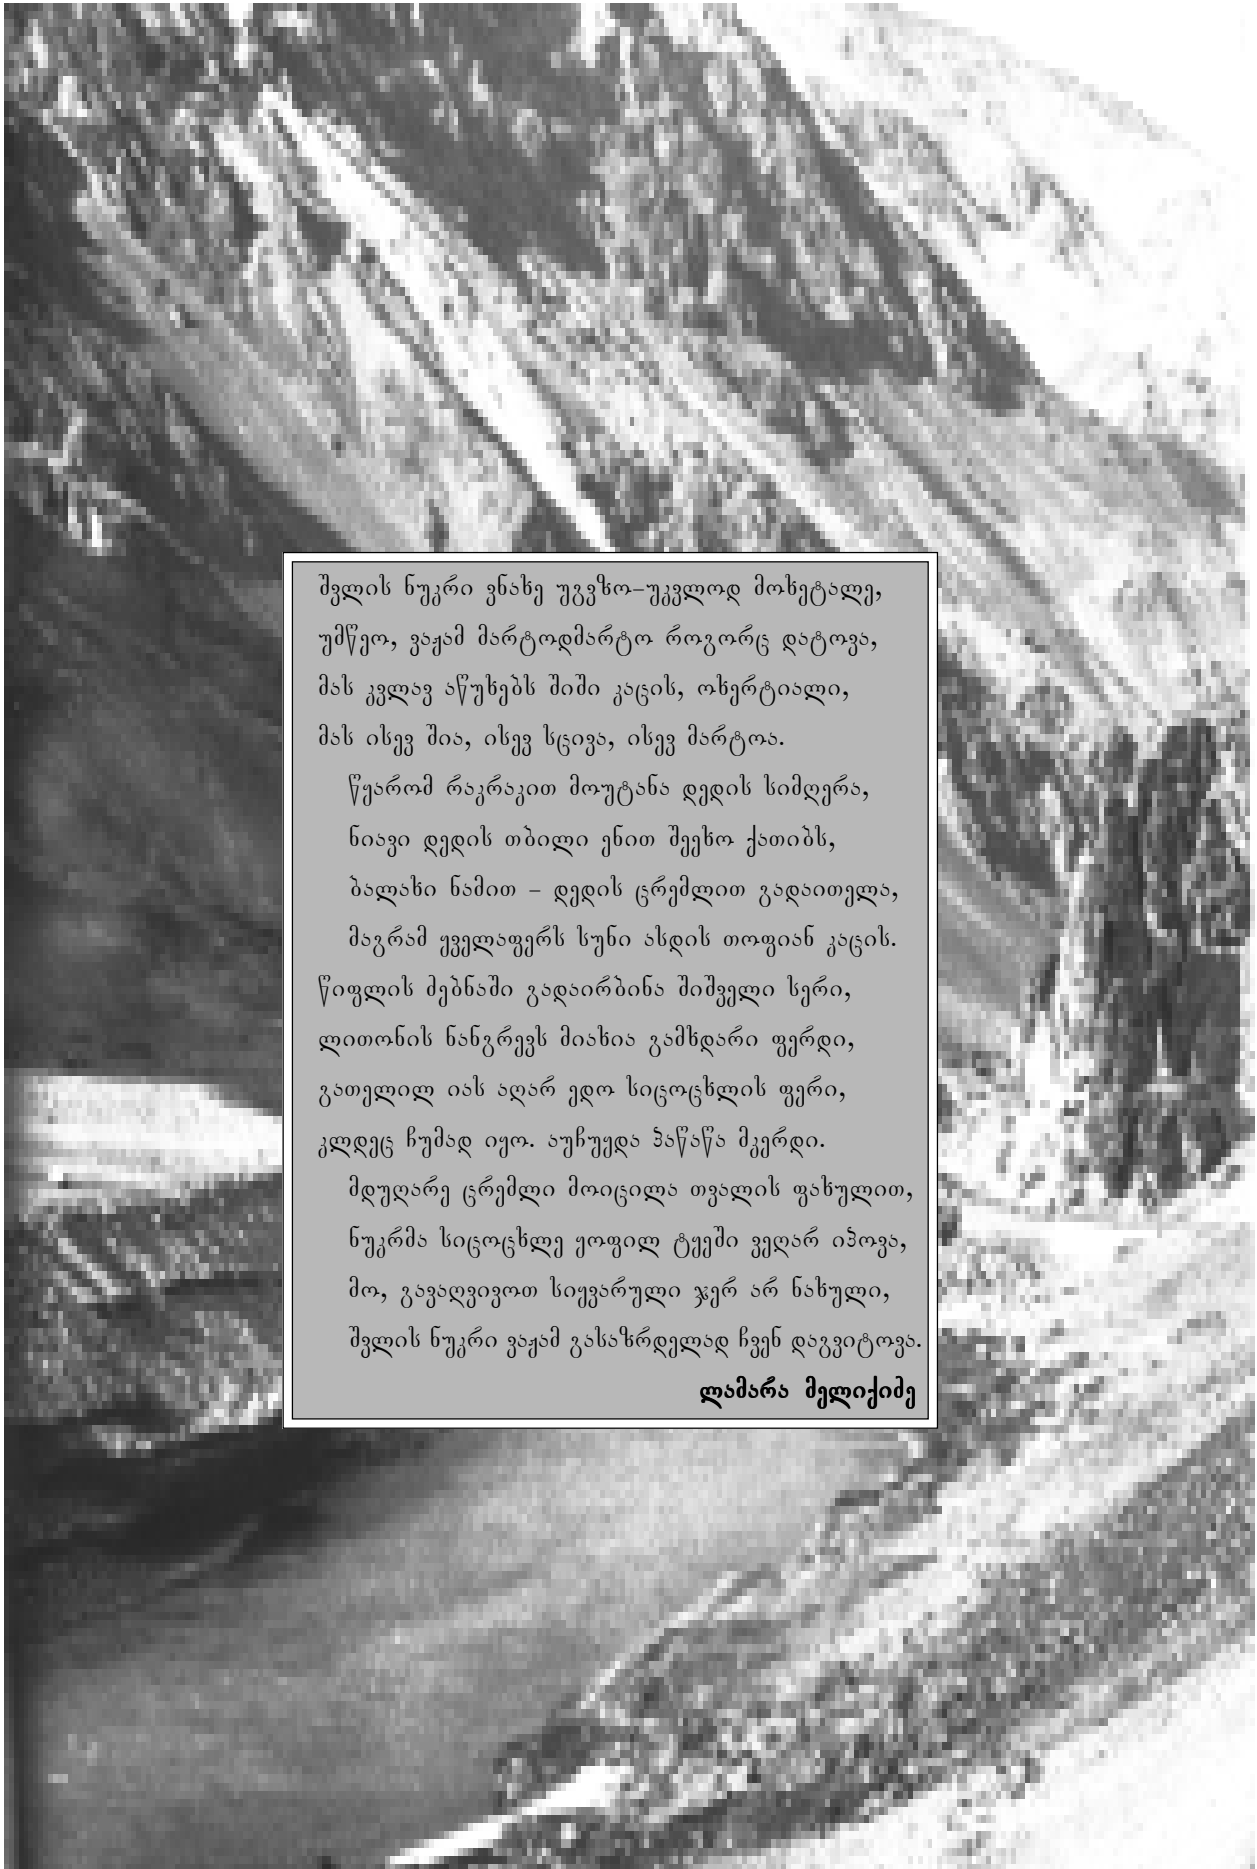 შვლის ნუკრი ვნახე უგვზო–უკვლოდ მოხეტალე,
უმწეო, ვაჟამ მარტოდმარტო როგორც დატოვა,
მას კვლავ აწუხებს შიში კაცის, ოხერტიალი,
მას ისევ შია, ისევ სცივა, ისევ მარტოა.
წყარომ რაკრაკით მოუტანა დედის სიმღერა,
ნიავი დედის თბილი ენით შეეხო ქათიბს,
ბალახი ნამით – დედის ცრემლით გადაითელა,
მაგრამ ყველაფერს სუნი ასდის თოფიან კაცის.
წიფლის ძებნაში გადაირბინა შიშველი სერი,
ლითონის ნანგრევს მიახია გამხდარი ფერდი,
გათელილ იას აღარ ედო სიცოცხლის ფერი,
კლდეც ჩუმად იყო. აუჩუყდა პაწაწა მკერდი.
მდუღარე ცრემლი მოიცილა თვალის ფახულით,
ნუკრმა სიცოცხლე ყოფილ ტყეში ვეღარ იპოვა,
მო, გავაღვივოთ სიყვარული ჯერ არ ნახული,
შვლის ნუკრი ვაჟამ გასაზრდელად ჩვენ დაგვიტოვა.
ლამარა მელიქიძე